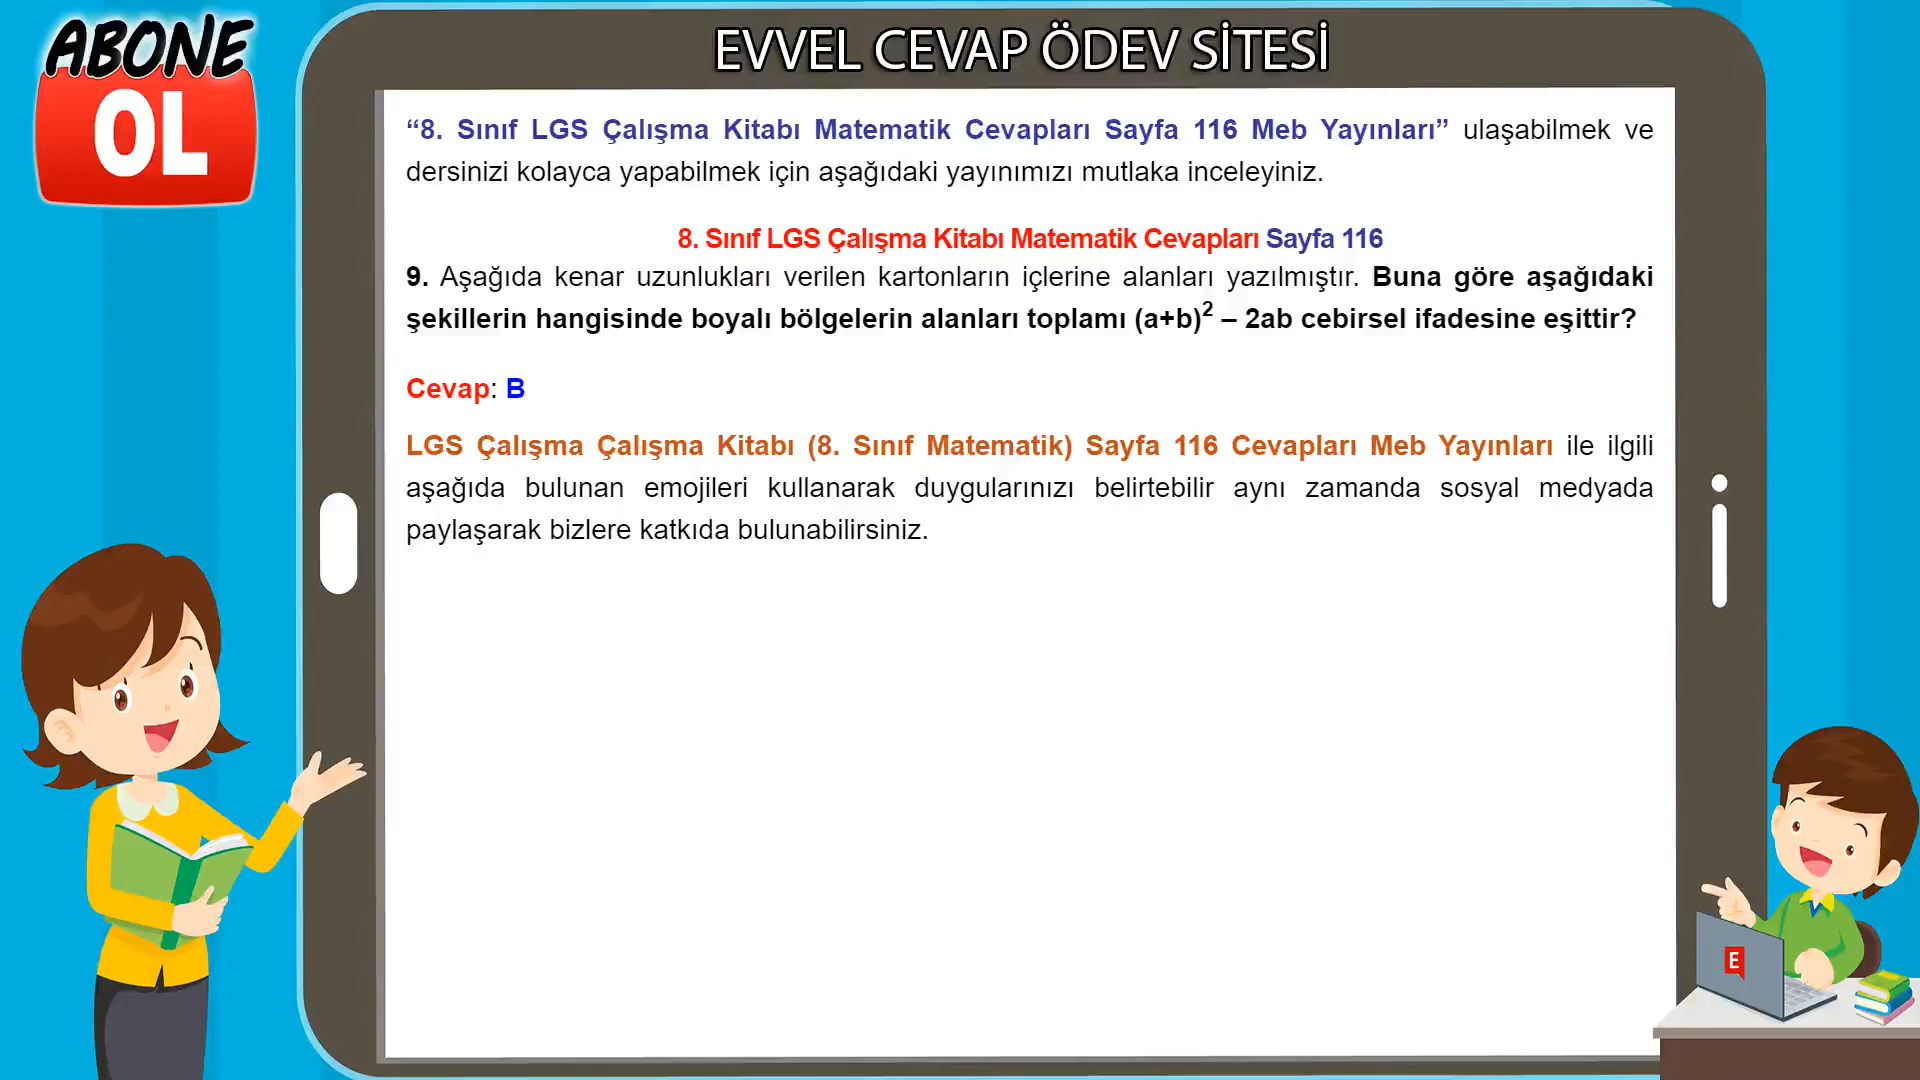 ABONE
OL
EVVEL CEVAP ÖDEV SİTESİ
“8. Sınıf LGS Çalışma Kitabı Matematik Cevapları Sayfa 116 Meb Yayınları” ulaşabilmek ve
dersinizi kolayca yapabilmek için aşağıdaki yayınımızı mutlaka inceleyiniz.
8. Sınıf LGS Çalışma Kitabı Matematik Cevapları Sayfa 116
9. Aşağıda kenar uzunlukları verilen kartonların içlerine alanları yazılmıştır. Buna göre aşağıdaki
şekillerin hangisinde boyalı bölgelerin alanları toplamı (a+b)² – 2ab cebirsel ifadesine eşittir?
Cevap: B
LGS Çalışma Çalışma Kitabı (8. Sınıf Matematik) Sayfa 116 Cevapları Meb Yayınları ile ilgili
aşağıda bulunan emojileri kullanarak duygularınızı belirtebilir aynı zamanda sosyal medyada
paylaşarak bizlere katkıda bulunabilirsiniz.
E